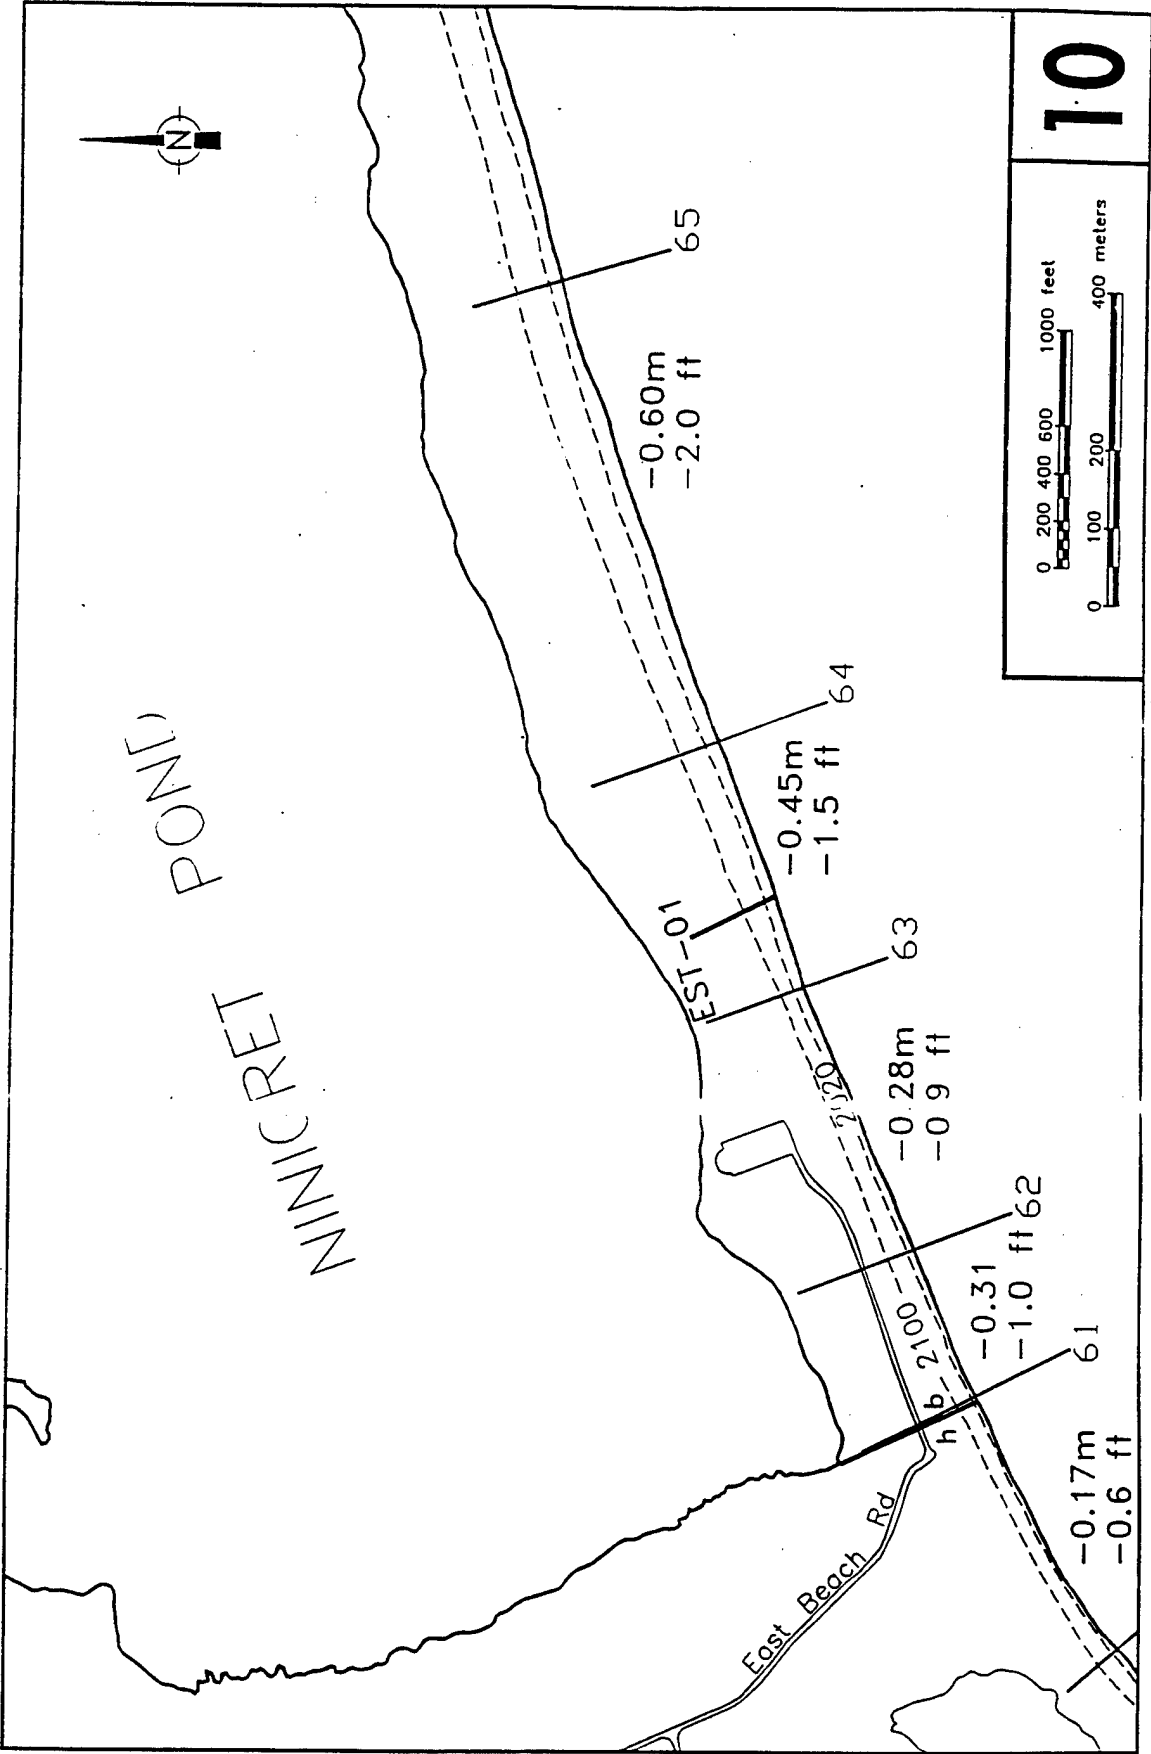 N
NINICRET POND
EST-01
65
-0.60m
-2.0 ft
64
-0.45m
-1.5 ft
63
-0.28m
-0 9 ft
2020
62
-0.31
-1.0 ft
2100
61
b
h
-0.17m
-0.6 ft
East Beach Rd
0 200 400 600 1000 feet
0 100 200 400 meters
10